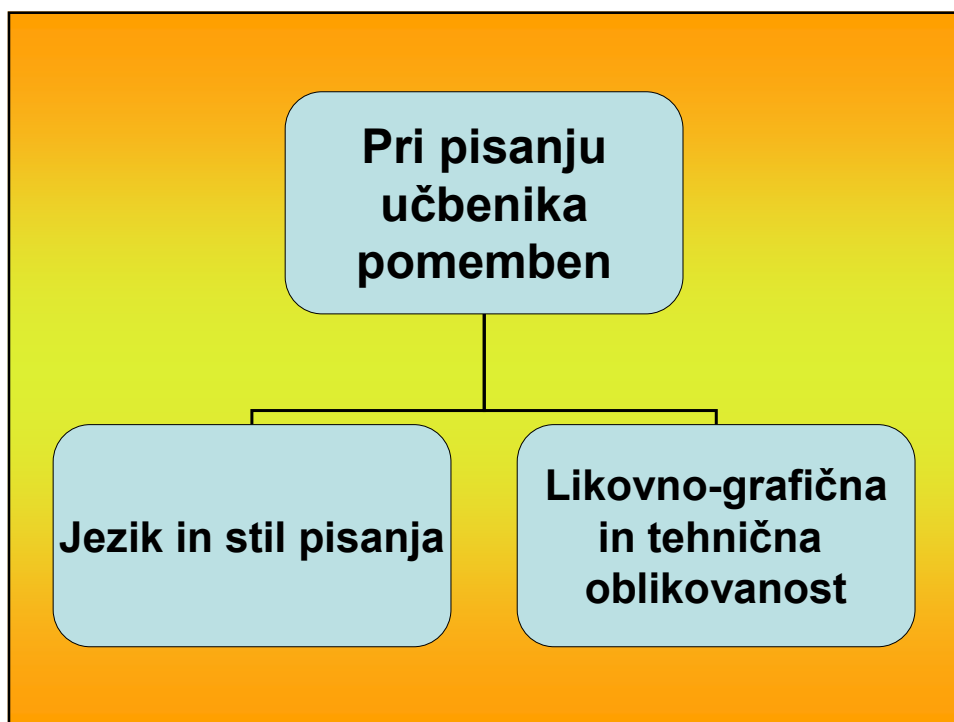 Pri pisanju
učbenika
pomemben
Jezik in stil pisanja
Likovno-grafična
in tehnična
oblikovanost